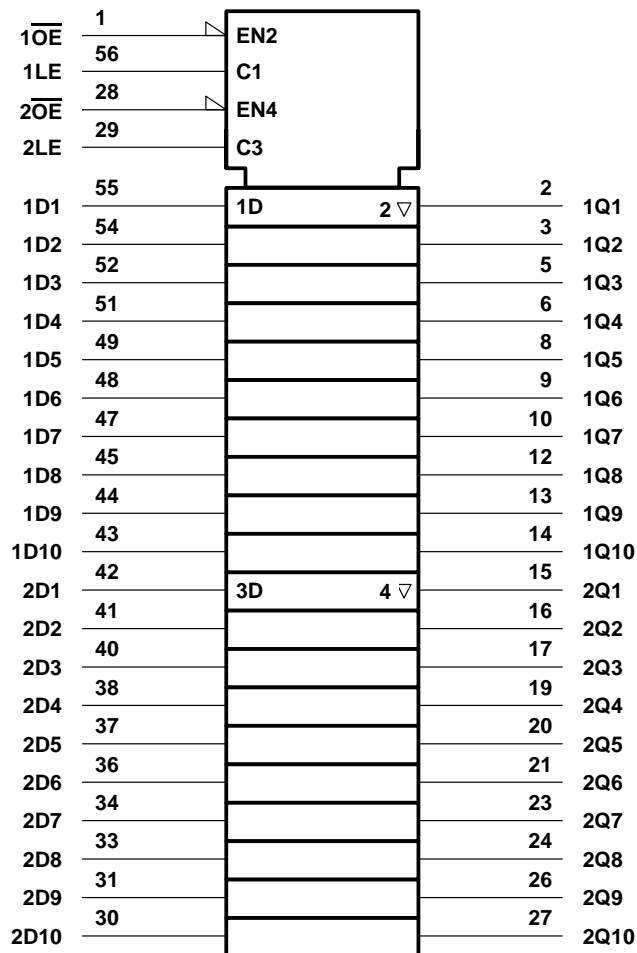 1O̅E̅ 1 EN2
1LE 56 C1
2O̅E̅ 28 EN4
2LE 29 C3
1D1 55 1D 2 ▽ 2 1Q1
1D2 54 3 1Q2
1D3 52 5 1Q3
1D4 51 6 1Q4
1D5 49 8 1Q5
1D6 48 9 1Q6
1D7 47 10 1Q7
1D8 45 12 1Q8
1D9 44 13 1Q9
1D10 43 14 1Q10
2D1 42 3D 4 ▽ 15 2Q1
2D2 41 16 2Q2
2D3 40 17 2Q3
2D4 38 19 2Q4
2D5 37 20 2Q5
2D6 36 21 2Q6
2D7 34 23 2Q7
2D8 33 24 2Q8
2D9 31 26 2Q9
2D10 30 27 2Q10